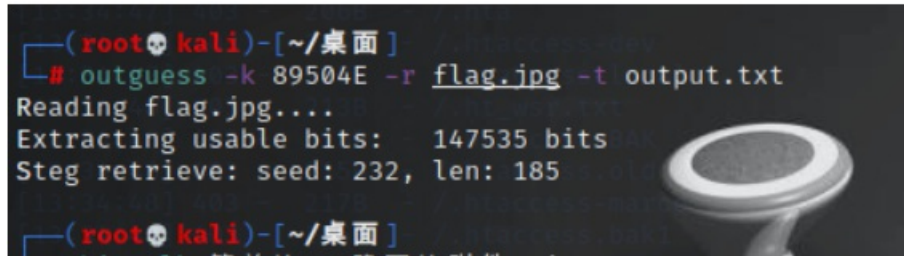 ┌──(root💀kali)-[~/桌面]
└─# outguess -k 89504E -r flag.jpg -t output.txt
Reading flag.jpg....
Extracting usable bits:   147535 bits
Steg retrieve: seed: 232, len: 185
┌──(root💀kali)-[~/桌面]